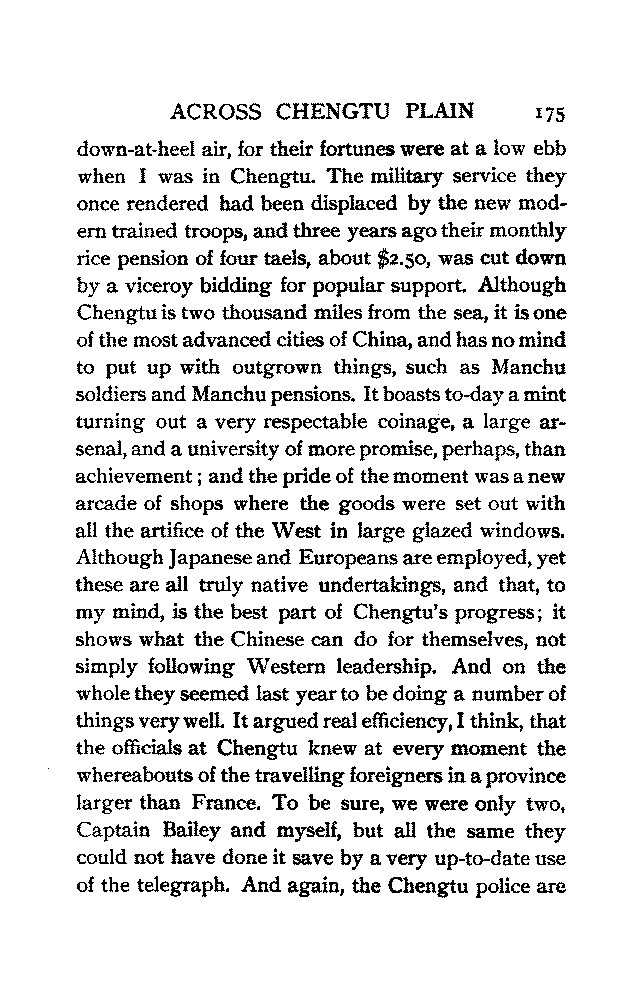 ACROSS CHENGTU PLAIN 175
down-at-heel air, for their fortunes were at a low ebb
when I was in Chengtu. The military service they
once rendered had been displaced by the new mod-
ern trained troops, and three years ago their monthly
rice pension of four taels, about $2.50, was cut down
by a viceroy bidding for popular support. Although
Chengtu is two thousand miles from the sea, it is one
of the most advanced cities of China, and has no mind
to put up with outgrown things, such as Manchu
soldiers and Manchu pensions. It boasts to-day a mint
turning out a very respectable coinage, a large ar-
senal, and a university of more promise, perhaps, than
achievement; and the pride of the moment was a new
arcade of shops where the goods were set out with
all the artifice of the West in large glazed windows.
Although Japanese and Europeans are employed, yet
these are all truly native undertakings, and that, to
my mind, is the best part of Chengtu's progress; it
shows what the Chinese can do for themselves, not
simply following Western leadership. And on the
whole they seemed last year to be doing a number of
things very well. It argued real efficiency, I think, that
the officials at Chengtu knew at every moment the
whereabouts of the travelling foreigners in a province
larger than France. To be sure, we were only two,
Captain Bailey and myself, but all the same they
could not have done it save by a very up-to-date use
of the telegraph. And again, the Chengtu police are